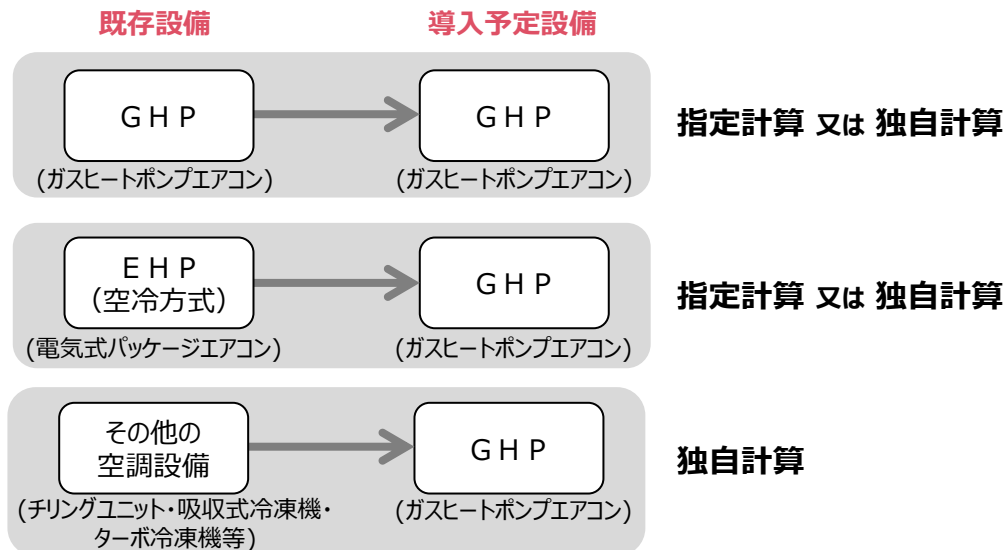 既存設備 導入予定設備
GHP GHP 指定計算 又は 独自計算
(ガスヒートポンプエアコン) (ガスヒートポンプエアコン)
EHP
(空冷方式) GHP 指定計算 又は 独自計算
(電気式パッケージエアコン) (ガスヒートポンプエアコン)
その他の
空調設備 GHP 独自計算
(チリングユニット・吸収式冷凍機・ (ガスヒートポンプエアコン)
ターボ冷凍機等)